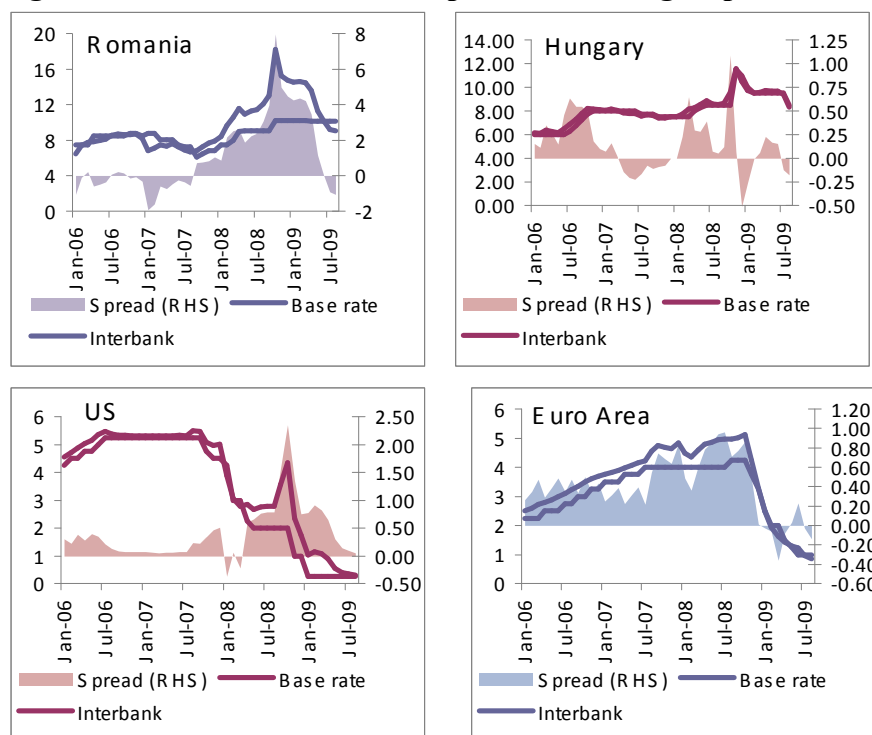 Romania
20
16
12
8
4
0
8
6
4
2
0
-2
Jan-06
Jul-06
Jan-07
Jul-07
Jan-08
Jul-08
Jan-09
Jul-09
Spread (RHS)
Base rate
Interbank
Hungary
14.00
12.00
10.00
8.00
6.00
4.00
2.00
0.00
1.25
1.00
0.75
0.50
0.25
0.00
-0.25
-0.50
Jan-06
Jul-06
Jan-07
Jul-07
Jan-08
Jul-08
Jan-09
Jul-09
Spread (RHS)
Base rate
Interbank
US
6
5
4
3
2
1
0
2.50
2.00
1.50
1.00
0.50
0.00
-0.50
Jan-06
Jul-06
Jan-07
Jul-07
Jan-08
Jul-08
Jan-09
Jul-09
Spread (RHS)
Base rate
Interbank
Euro Area
6
5
4
3
2
1
0
1.20
1.00
0.80
0.60
0.40
0.20
0.00
-0.20
-0.40
-0.60
Jan-06
Jul-06
Jan-07
Jul-07
Jan-08
Jul-08
Jan-09
Jul-09
Spread (RHS)
Base rate
Interbank